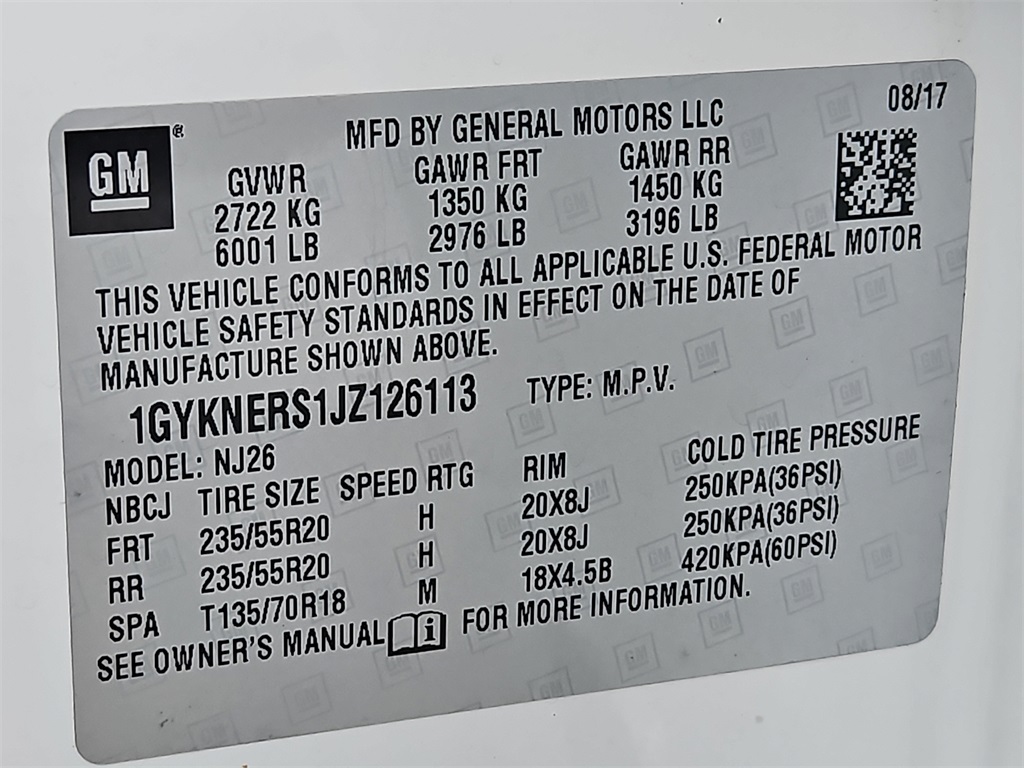 08/17
GM ®
MFD BY GENERAL MOTORS LLC
GVWR GAWR FRT GAWR RR
2722 KG 1350 KG 1450 KG
6001 LB 2976 LB 3196 LB
THIS VEHICLE CONFORMS TO ALL APPLICABLE U.S. FEDERAL MOTOR
VEHICLE SAFETY STANDARDS IN EFFECT ON THE DATE OF
MANUFACTURE SHOWN ABOVE.
1GYKNERS1JZ126113 TYPE: M.P.V.
MODEL: NJ26
NBCJ TIRE SIZE SPEED RTG RIM COLD TIRE PRESSURE
FRT 235/55R20 H 20X8J 250KPA(36PSI)
RR 235/55R20 H 20X8J 250KPA(36PSI)
SPA T135/70R18 M 18X4.5B 420KPA(60PSI)
SEE OWNER'S MANUAL i FOR MORE INFORMATION.